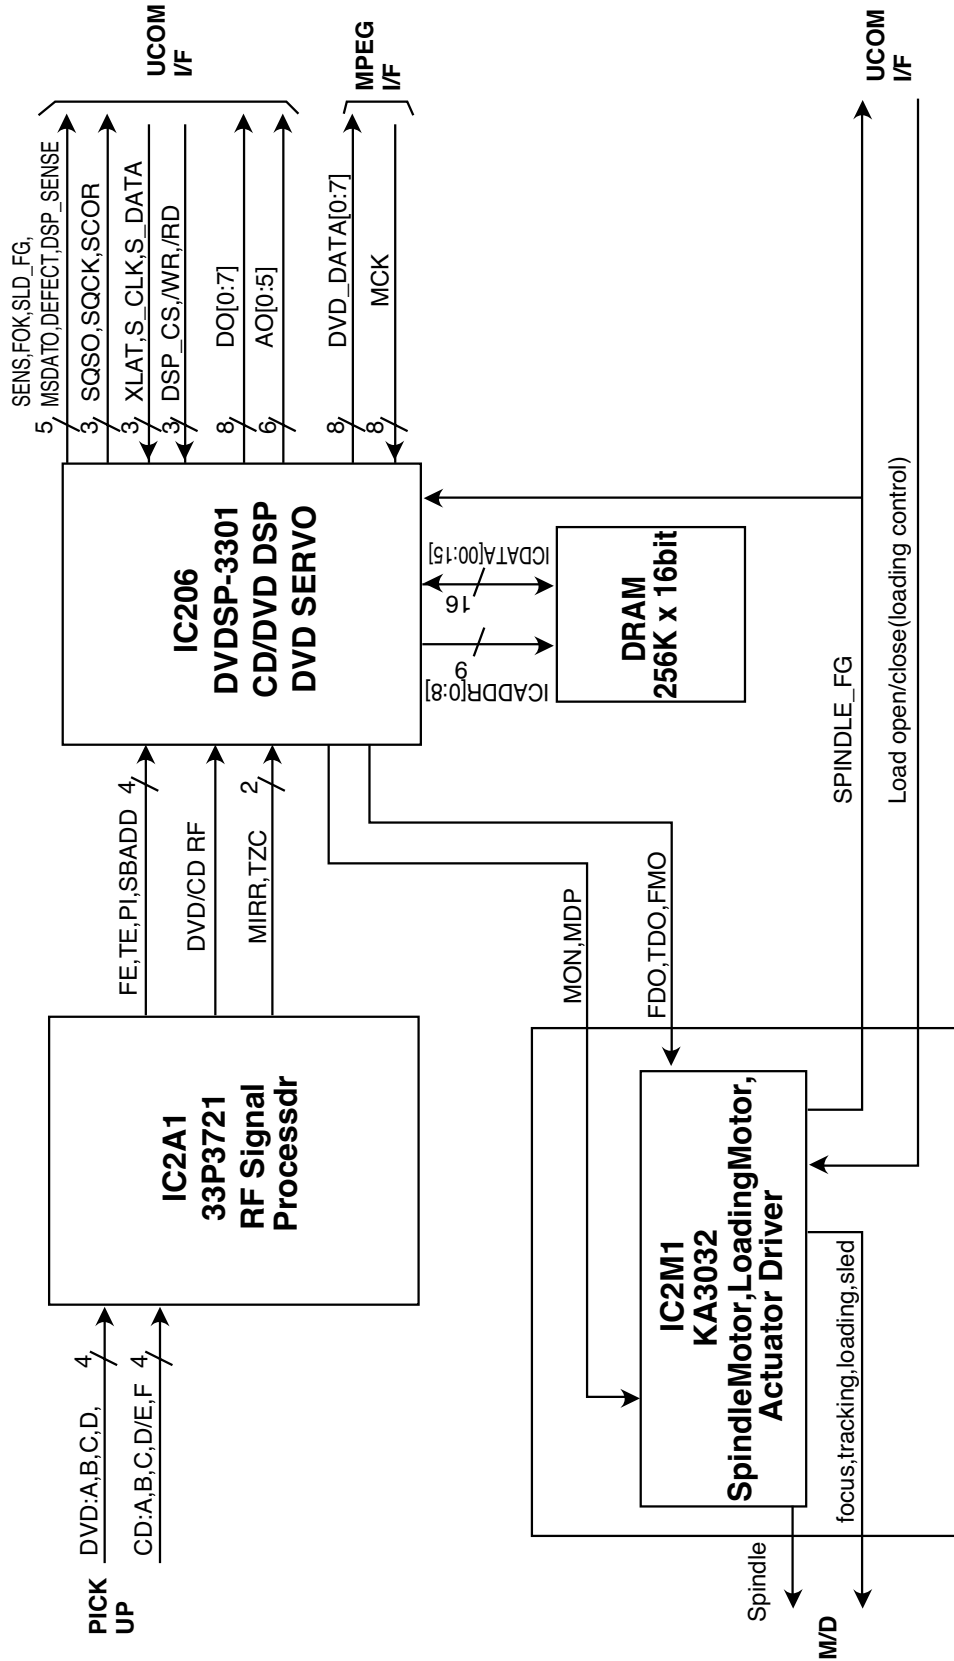 PICK
UP
DVD:A,B,C,D,
4
CD:A,B,C,D/E,F
4
IC2A1
33P3721
RF Signal
Processdr
FE,TE,PI,SBADD
4
DVD/CD RF
MIRR,TZC
2
IC206
DVDSP-3301
CD/DVD DSP
DVD SERVO
SENS,FOK,SLD_FG,
MSDATO,DEFECT,DSP_SENSE
5
SQSO,SQCK,SCOR
3
XLAT,S_CLK,S_DATA
3
DSP_CS,/WR,/RD
3
DO[0:7]
8
AO[0:5]
6
UCOM
I/F
DVD_DATA[0:7]
8
MCK
8
MPEG
I/F
ICADDR[0:8]
9
ICDATA[00:15]
16
DRAM
256K x 16bit
MON,MDP
FDO,TDO,FMO
IC2M1
KA3032
SpindleMotor,LoadingMotor,
Actuator Driver
Spindle
focus,tracking,loading,sled
M/D
SPINDLE_FG
Load open/close(loading control)
UCOM
I/F